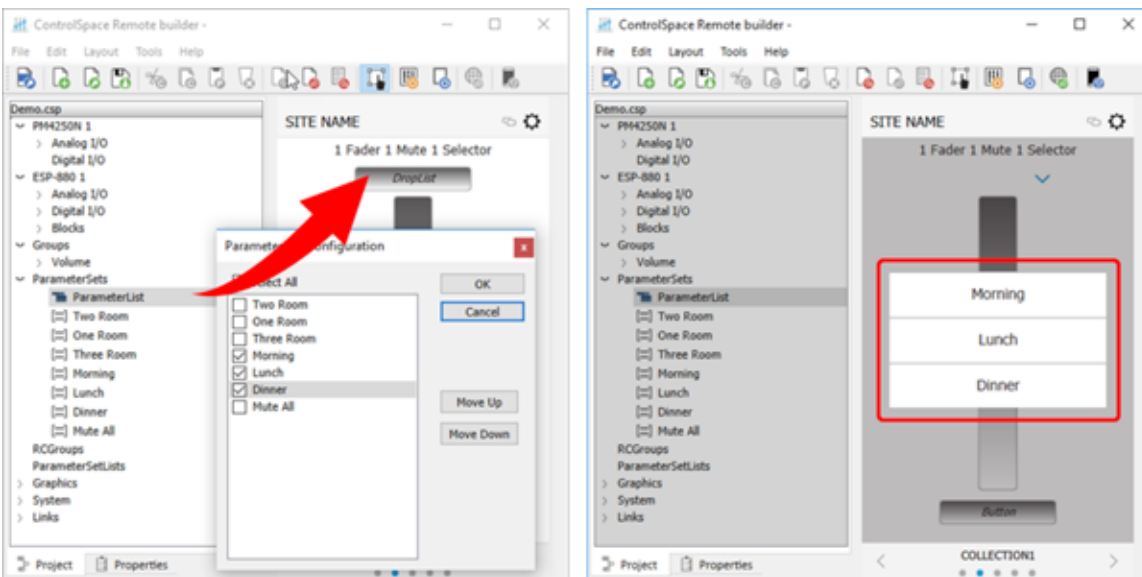 ControlSpace Remote builder -
File Edit Layout Tools Help
Demo.csp
PM4250N 1
Analog I/O
Digital I/O
ESP-880 1
Analog I/O
Digital I/O
Blocks
Groups
Volume
ParameterSets
ParameterList
Two Room
One Room
Three Room
Morning
Lunch
Dinner
Mute All
RCGroups
ParameterSetLists
Graphics
System
Links
Project Properties
SITE NAME
1 Fader 1 Mute 1 Selector
DropList
OK
Two Room
Cancel
One Room
Three Room
Morning
Lunch
Dinner
Mute All
Move Up
Move Down
ControlSpace Remote builder -
File Edit Layout Tools Help
Demo.csp
PM4250N 1
Analog I/O
Digital I/O
ESP-880 1
Analog I/O
Digital I/O
Blocks
Groups
Volume
ParameterSets
ParameterList
Two Room
One Room
Three Room
Morning
Lunch
Dinner
Mute All
RCGroups
ParameterSetLists
Graphics
System
Links
Project Properties
SITE NAME
1 Fader 1 Mute 1 Selector
Morning
Lunch
Dinner
Button
COLLECTION1